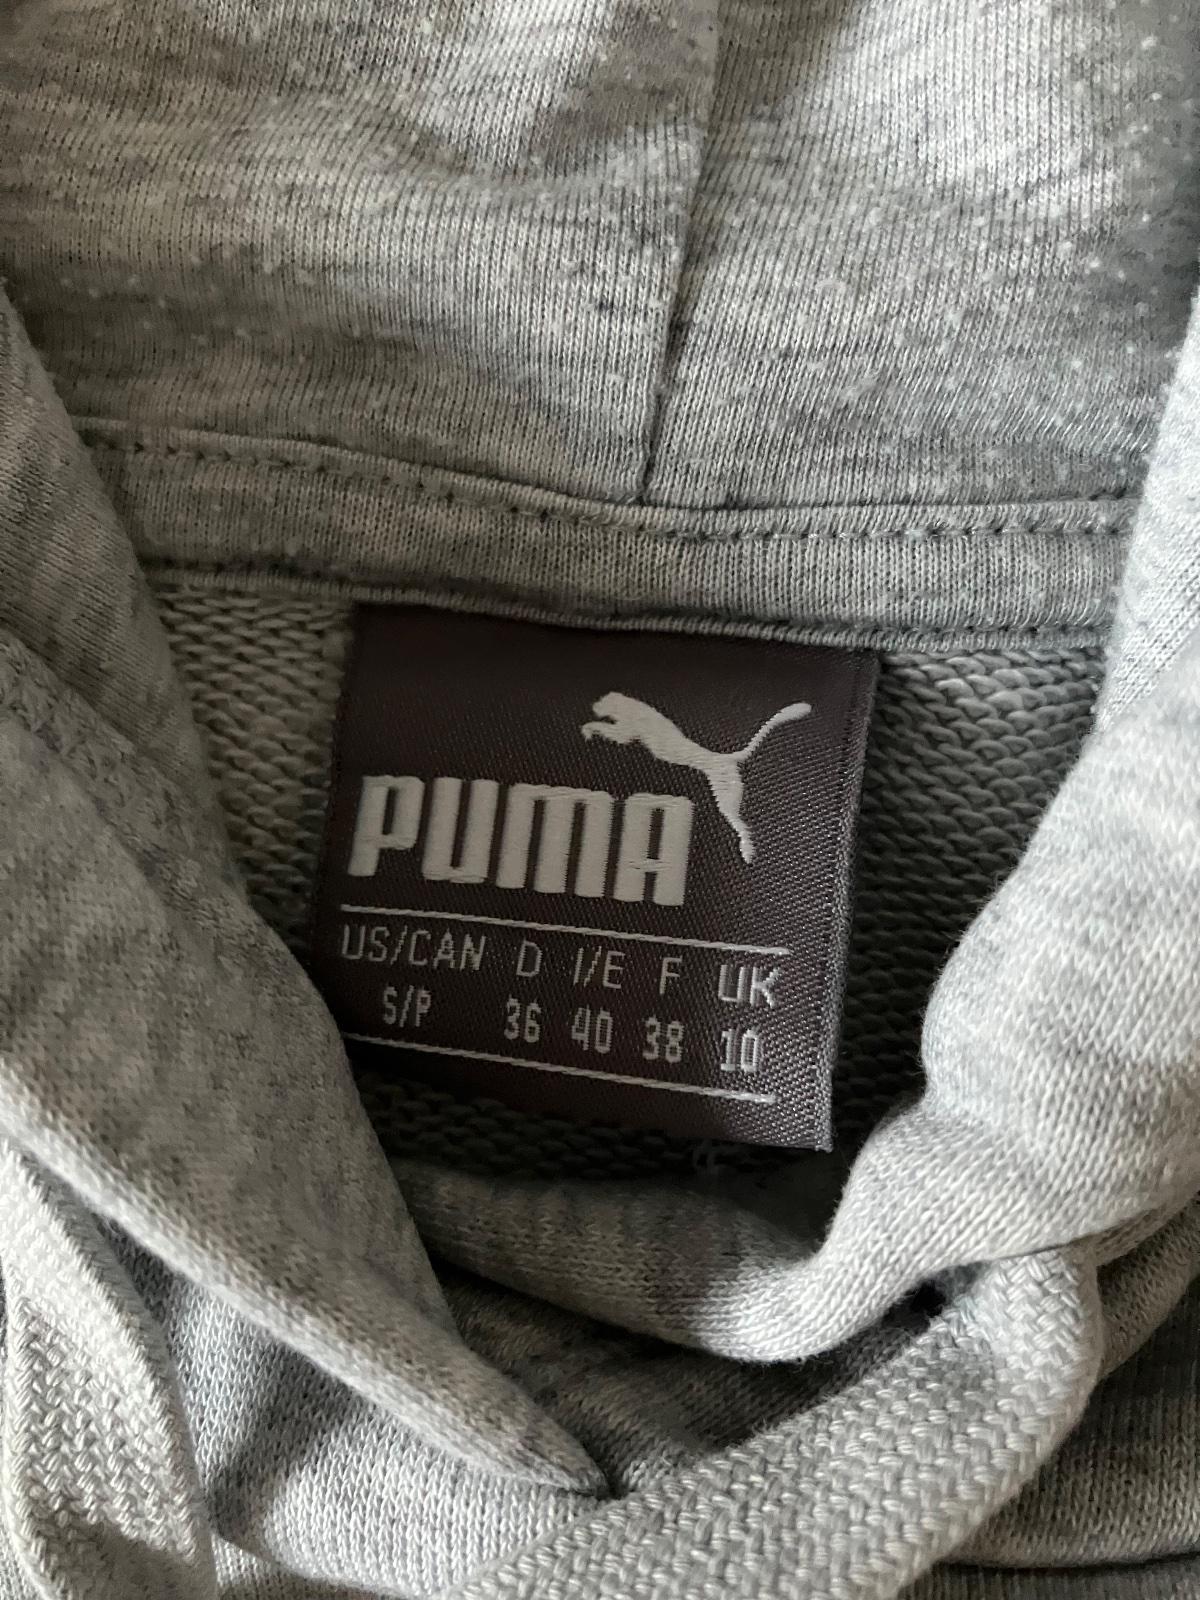 PUMA
US/CAN D I/E F UK
S/P 36 40 38 10